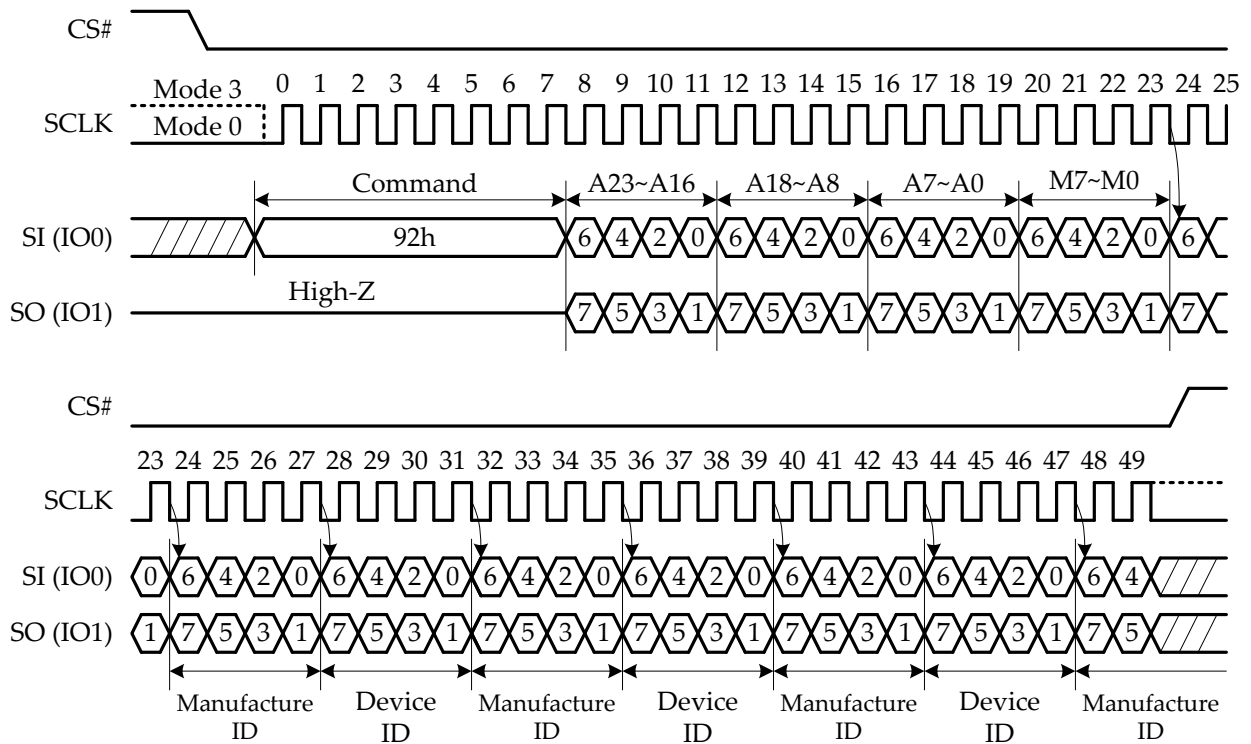 CS#
Mode 3
0 1 2 3 4 5 6 7 8 9 10 11 12 13 14 15 16 17 18 19 20 21 22 23 24 25
SCLK
Mode 0
Command A23~A16 A18~A8 A7~A0 M7~M0
SI (IO0) 92h 6 4 2 0 6 4 2 0 6 4 2 0 6 4 2 0 6
High-Z
SO (IO1) 7 5 3 1 7 5 3 1 7 5 3 1 7 5 3 1 7
CS#
23 24 25 26 27 28 29 30 31 32 33 34 35 36 37 38 39 40 41 42 43 44 45 46 47 48 49
SCLK
SI (IO0) 0 6 4 2 0 6 4 2 0 6 4 2 0 6 4 2 0 6 4 2 0 6 4 2 0 6 4
SO (IO1) 1 7 5 3 1 7 5 3 1 7 5 3 1 7 5 3 1 7 5 3 1 7 5 3 1 7 5
Manufacture Device Manufacture Device Manufacture Device Manufacture
ID ID ID ID ID ID ID